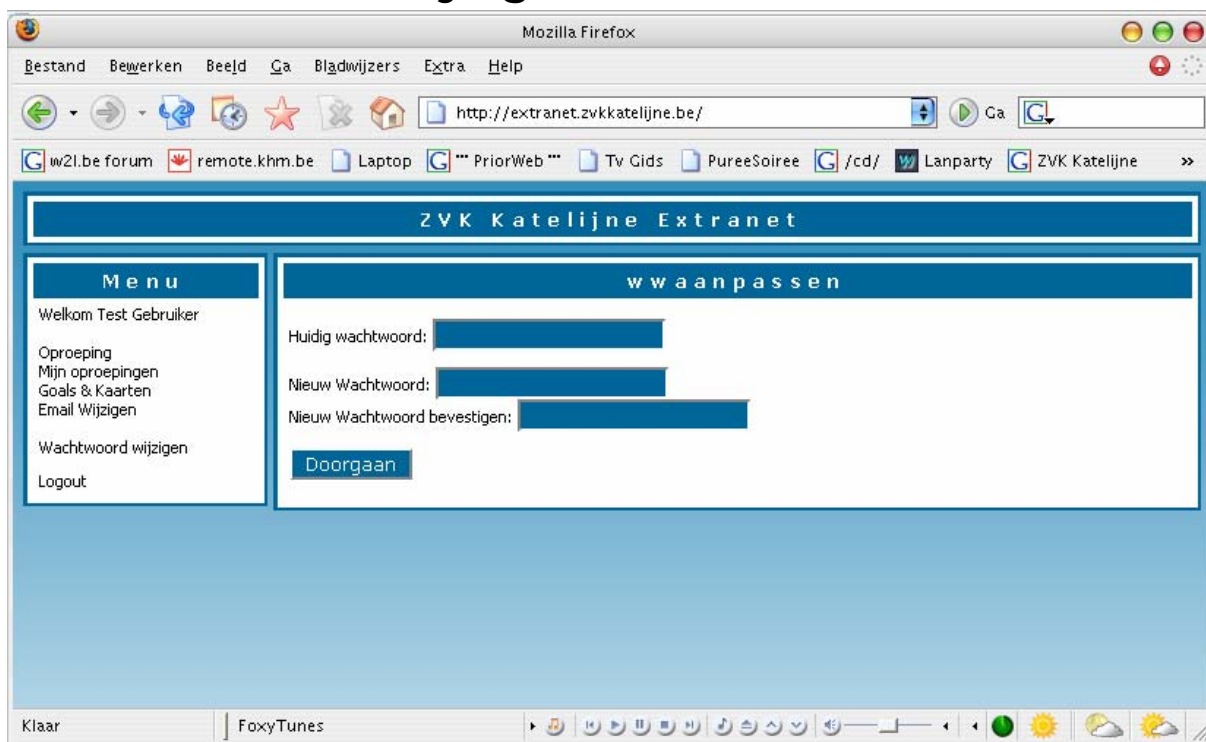 Mozilla Firefox
Bestand Bewerken Beeld Ga Bladwijzers Extra Help
http://extranet.zvkkatelijne.be/ Ga
w2l.be forum remote.khm.be Laptop ''' PriorWeb ''' Tv Gids PureeSoiree /cd/ Lanparty ZVK Katelijne »
ZVK Katelijne Extranet
Menu
Welkom Test Gebruiker
Oproeping
Mijn oproepingen
Goals & Kaarten
Email Wijzigen
Wachtwoord wijzigen
Logout
wwaanpassen
Huidig wachtwoord:
Nieuw Wachtwoord:
Nieuw Wachtwoord bevestigen:
Doorgaan
Klaar FoxyTunes